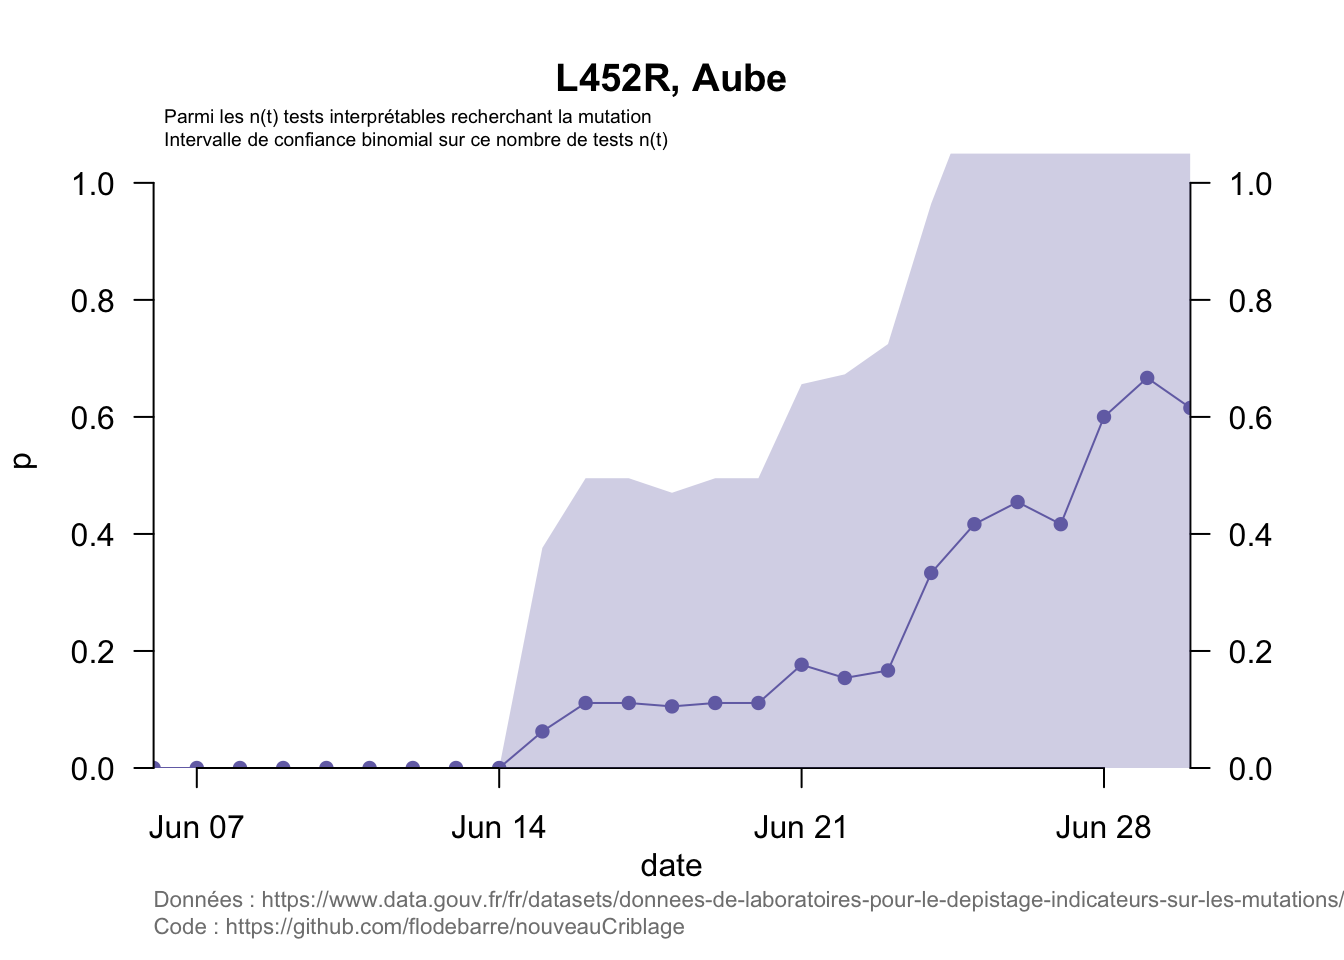 L452R, Aube
Parmi les n(t) tests interprétables recherchant la mutation
Intervalle de confiance binomial sur ce nombre de tests n(t)
1.0 1.0
0.8 0.8
p
0.6 0.6
0.4 0.4
0.2 0.2
0.0 0.0
Jun 07 Jun 14 Jun 21 Jun 28
date
Données : https://www.data.gouv.fr/fr/datasets/donnees-de-laboratoires-pour-le-depistage-indicateurs-sur-les-mutations/
Code : https://github.com/flodebarre/nouveauCriblage